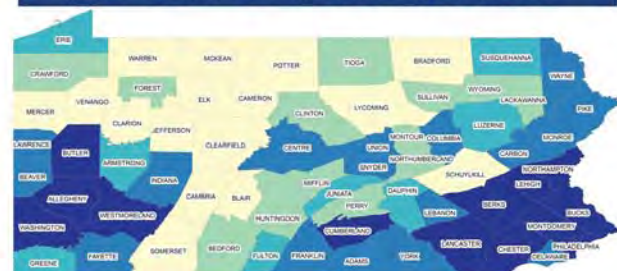 ERIE
CRAWFORD
WARREN
MCKEAN
POTTER
TIOGA
BRADFORD
SUSQUEHANNA
WAYNE
FOREST
WYOMING
SULLIVAN
LACKAWANNA
MERCER
VENANGO
ELK
CAMERON
LYCOMING
PIKE
CLARION
CLINTON
LUZERNE
JEFFERSON
MONTOUR
COLUMBIA
MONROE
LAWRENCE
BUTLER
CLEARFIELD
CENTRE
UNION
CARBON
ARMSTRONG
SNYDER
NORTHUMBERLAND
NORTHAMPTON
BEAVER
INDIANA
MIFFLIN
SCHUYLKILL
LEHIGH
ALLEGHENY
CAMBRIA
BLAIR
JUNIATA
DAUPHIN
BERKS
BUCKS
WESTMORELAND
HUNTINGDON
PERRY
LEBANON
MONTGOMERY
WASHINGTON
CUMBERLAND
LANCASTER
CHESTER
PHILADELPHIA
DELAWARE
GREENE
FAYETTE
SOMERSET
BEDFORD
FULTON
FRANKLIN
ADAMS
YORK